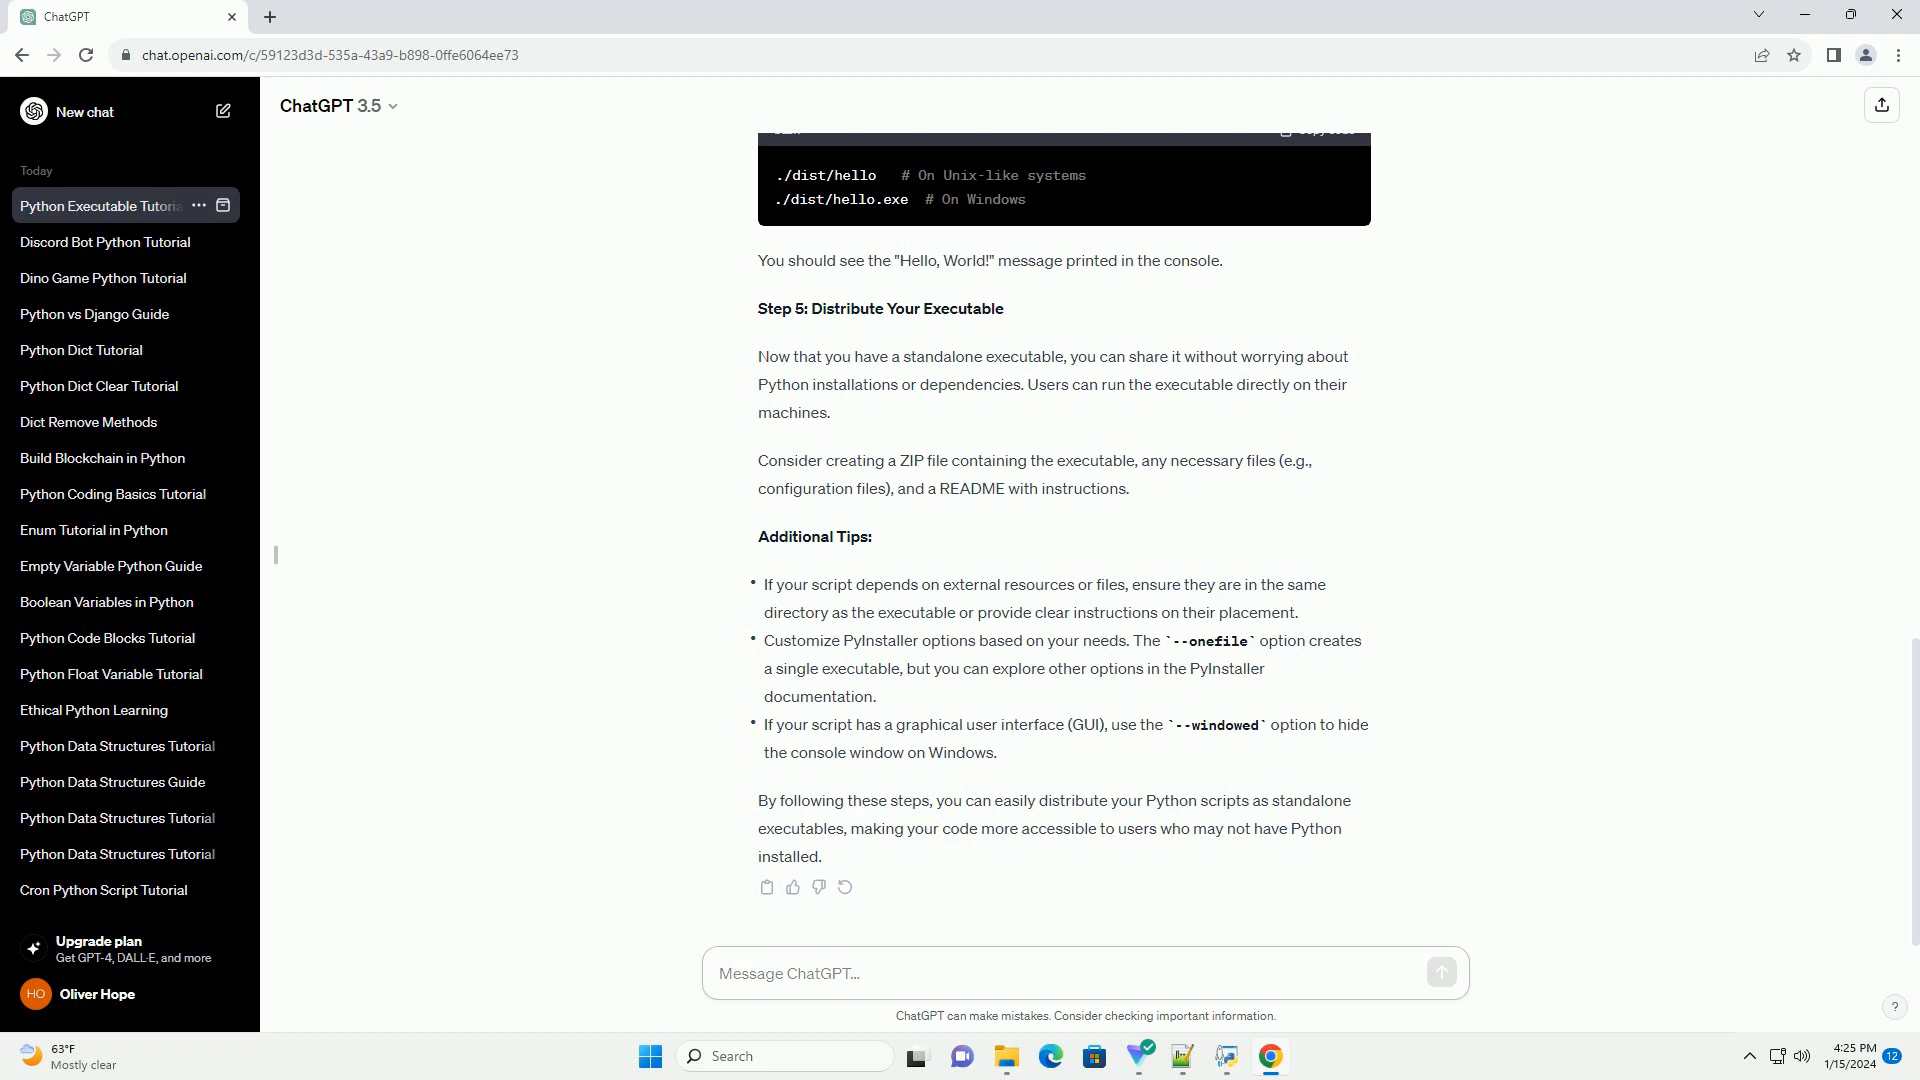 ChatGPT
chat.openai.com/c/59123d3d-535a-43a9-b898-0ffe6064ee73
New chat
ChatGPT 3.5
Today
Python Executable Tutoria
Discord Bot Python Tutorial
Dino Game Python Tutorial
Python vs Django Guide
Python Dict Tutorial
Python Dict Clear Tutorial
Dict Remove Methods
Build Blockchain in Python
Python Coding Basics Tutorial
Enum Tutorial in Python
Empty Variable Python Guide
Boolean Variables in Python
Python Code Blocks Tutorial
Python Float Variable Tutorial
Ethical Python Learning
Python Data Structures Tutorial
Python Data Structures Guide
Python Data Structures Tutorial
Python Data Structures Tutorial
Cron Python Script Tutorial
Upgrade plan
Get GPT-4, DALL·E, and more
HO Oliver Hope
./dist/hello   # On Unix-like systems
./dist/hello.exe  # On Windows
You should see the "Hello, World!" message printed in the console.
Step 5: Distribute Your Executable
Now that you have a standalone executable, you can share it without worrying about
Python installations or dependencies. Users can run the executable directly on their
machines.
Consider creating a ZIP file containing the executable, any necessary files (e.g.,
configuration files), and a README with instructions.
Additional Tips:
• If your script depends on external resources or files, ensure they are in the same
directory as the executable or provide clear instructions on their placement.
• Customize PyInstaller options based on your needs. The `--onefile` option creates
a single executable, but you can explore other options in the PyInstaller
documentation.
• If your script has a graphical user interface (GUI), use the `--windowed` option to hide
the console window on Windows.
By following these steps, you can easily distribute your Python scripts as standalone
executables, making your code more accessible to users who may not have Python
installed.
Message ChatGPT...
ChatGPT can make mistakes. Consider checking important information.
?
63°F
Mostly clear
Search
4:25 PM
1/15/2024
12